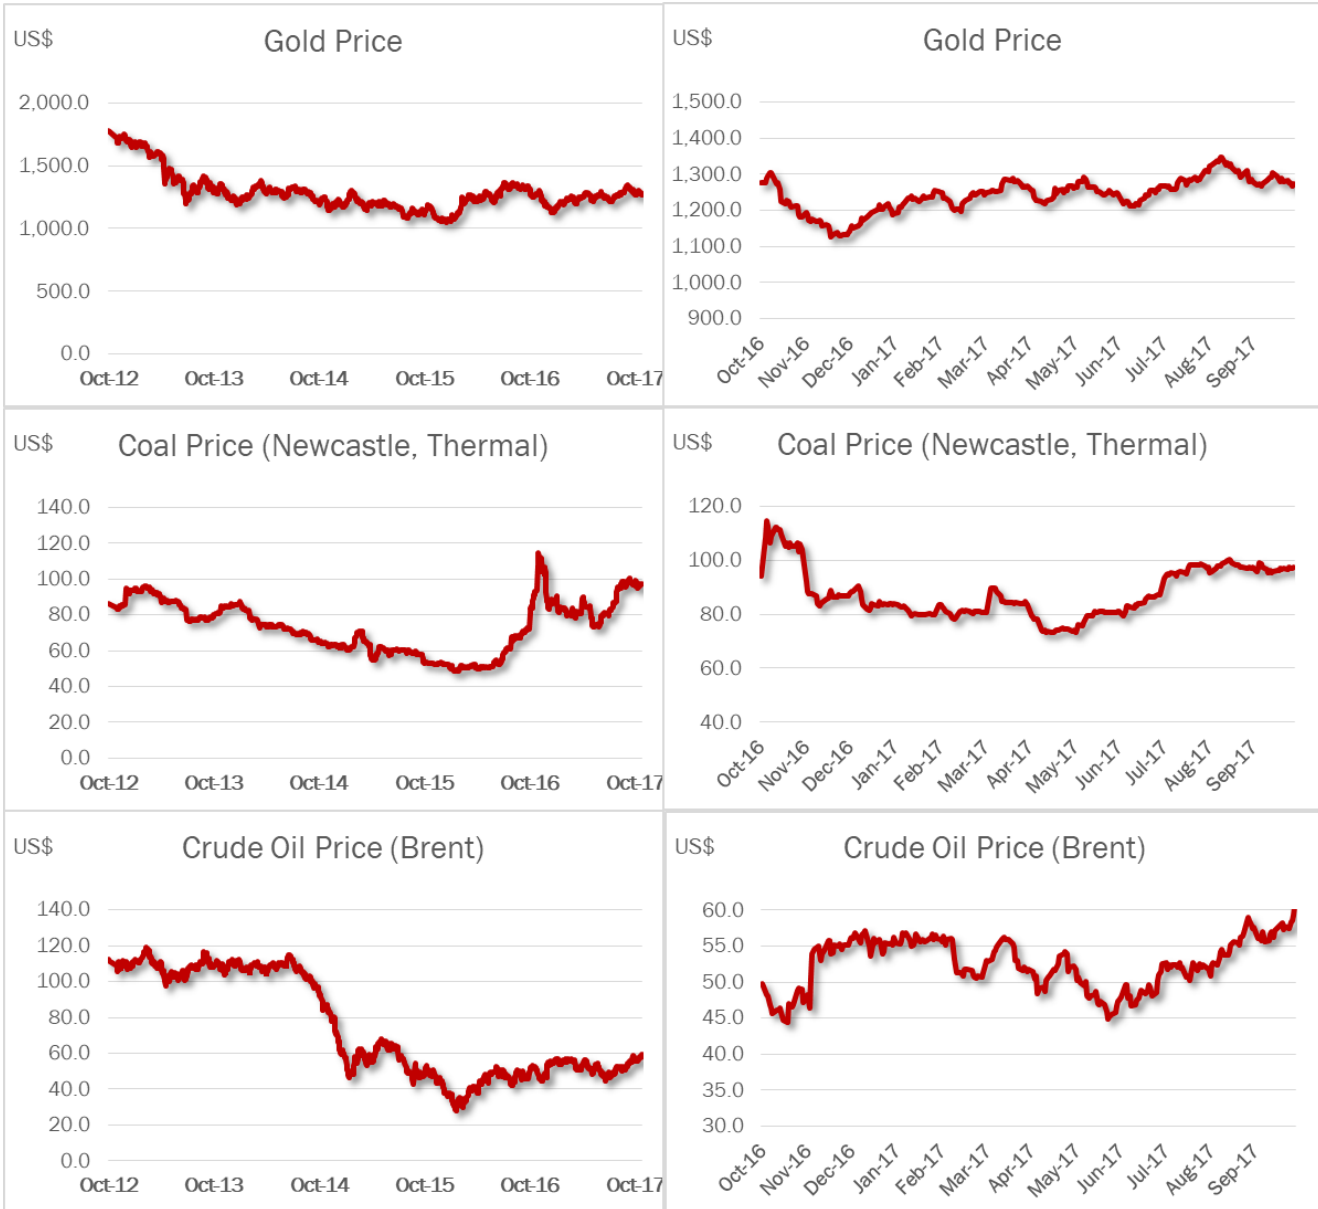 US$
Gold Price
2,000.0
1,500.0
1,000.0
500.0
0.0
Oct-12 Oct-13 Oct-14 Oct-15 Oct-16 Oct-17
US$
Gold Price
1,500.0
1,400.0
1,300.0
1,200.0
1,100.0
1,000.0
900.0
Oct-16 Nov-16 Dec-16 Jan-17 Feb-17 Mar-17 Apr-17 May-17 Jun-17 Jul-17 Aug-17 Sep-17
US$
Coal Price (Newcastle, Thermal)
140.0
120.0
100.0
80.0
60.0
40.0
20.0
0.0
Oct-12 Oct-13 Oct-14 Oct-15 Oct-16 Oct-17
US$
Coal Price (Newcastle, Thermal)
120.0
100.0
80.0
60.0
40.0
Oct-16 Nov-16 Dec-16 Jan-17 Feb-17 Mar-17 Apr-17 May-17 Jun-17 Jul-17 Aug-17 Sep-17
US$
Crude Oil Price (Brent)
140.0
120.0
100.0
80.0
60.0
40.0
20.0
0.0
Oct-12 Oct-13 Oct-14 Oct-15 Oct-16 Oct-17
US$
Crude Oil Price (Brent)
60.0
55.0
50.0
45.0
40.0
35.0
30.0
Oct-16 Nov-16 Dec-16 Jan-17 Feb-17 Mar-17 Apr-17 May-17 Jun-17 Jul-17 Aug-17 Sep-17